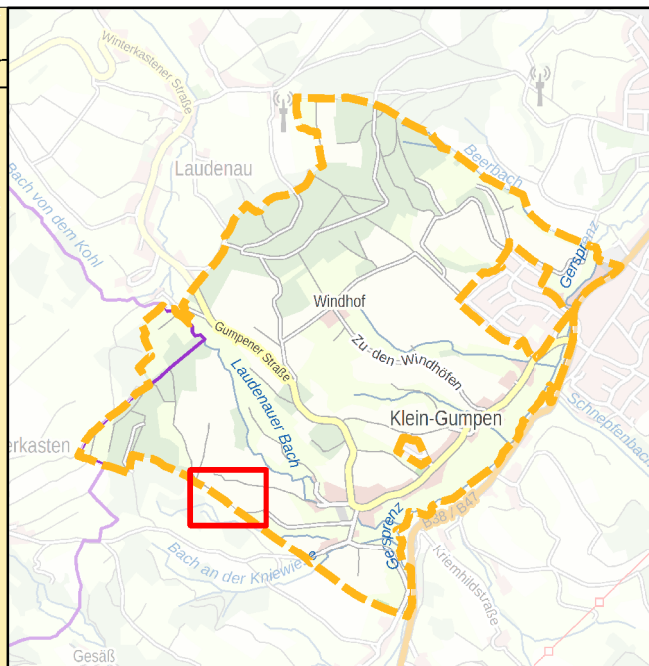 Winterkastener Straße
Laudenau
Beerbach
Bach von dem Kohl
Gersprenz
Windhof
Gumpener Straße
Zu-den-Windhöfen
Laudenauer Bach
Klein-Gumpen
Schnepfenbach
erkasten
B38 / B47
Gersprenz
Bach an der Kniewies
Kriemhildstraße
Gesäß